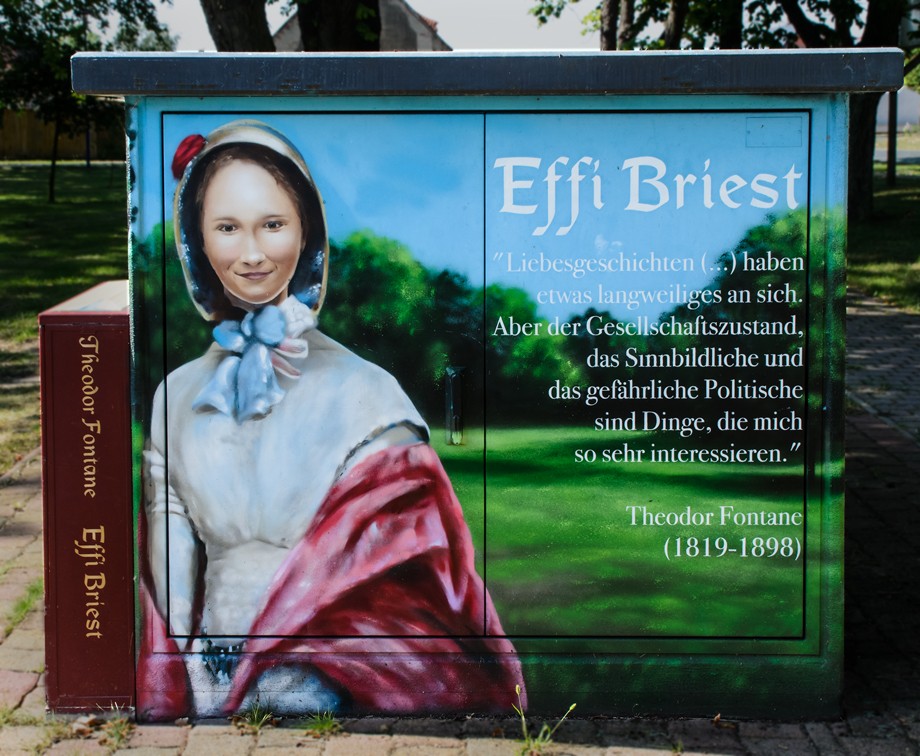 Effi Briest
"Liebesgeschichten (...) haben
etwas langweiliges an sich.
Aber der Gesellschaftszustand,
das Sinnbildliche und
das gefährliche Politische
sind Dinge, die mich
so sehr interessieren."
Theodor Fontane
(1819-1898)
Theodor Fontane Effi Briest